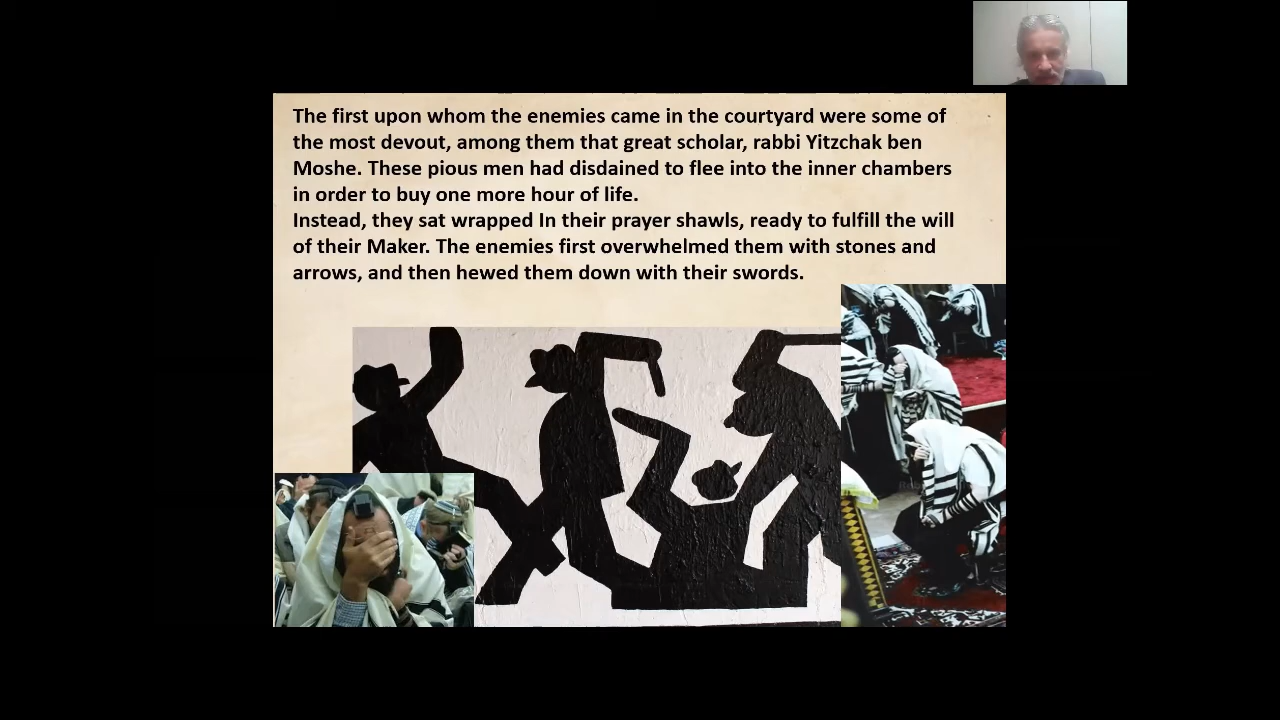 The first upon whom the enemies came in the courtyard were some of
the most devout, among them that great scholar, rabbi Yitzchak ben
Moshe. These pious men had disdained to flee into the inner chambers
in order to buy one more hour of life.
Instead, they sat wrapped In their prayer shawls, ready to fulfill the will
of their Maker. The enemies first overwhelmed them with stones and
arrows, and then hewed them down with their swords.